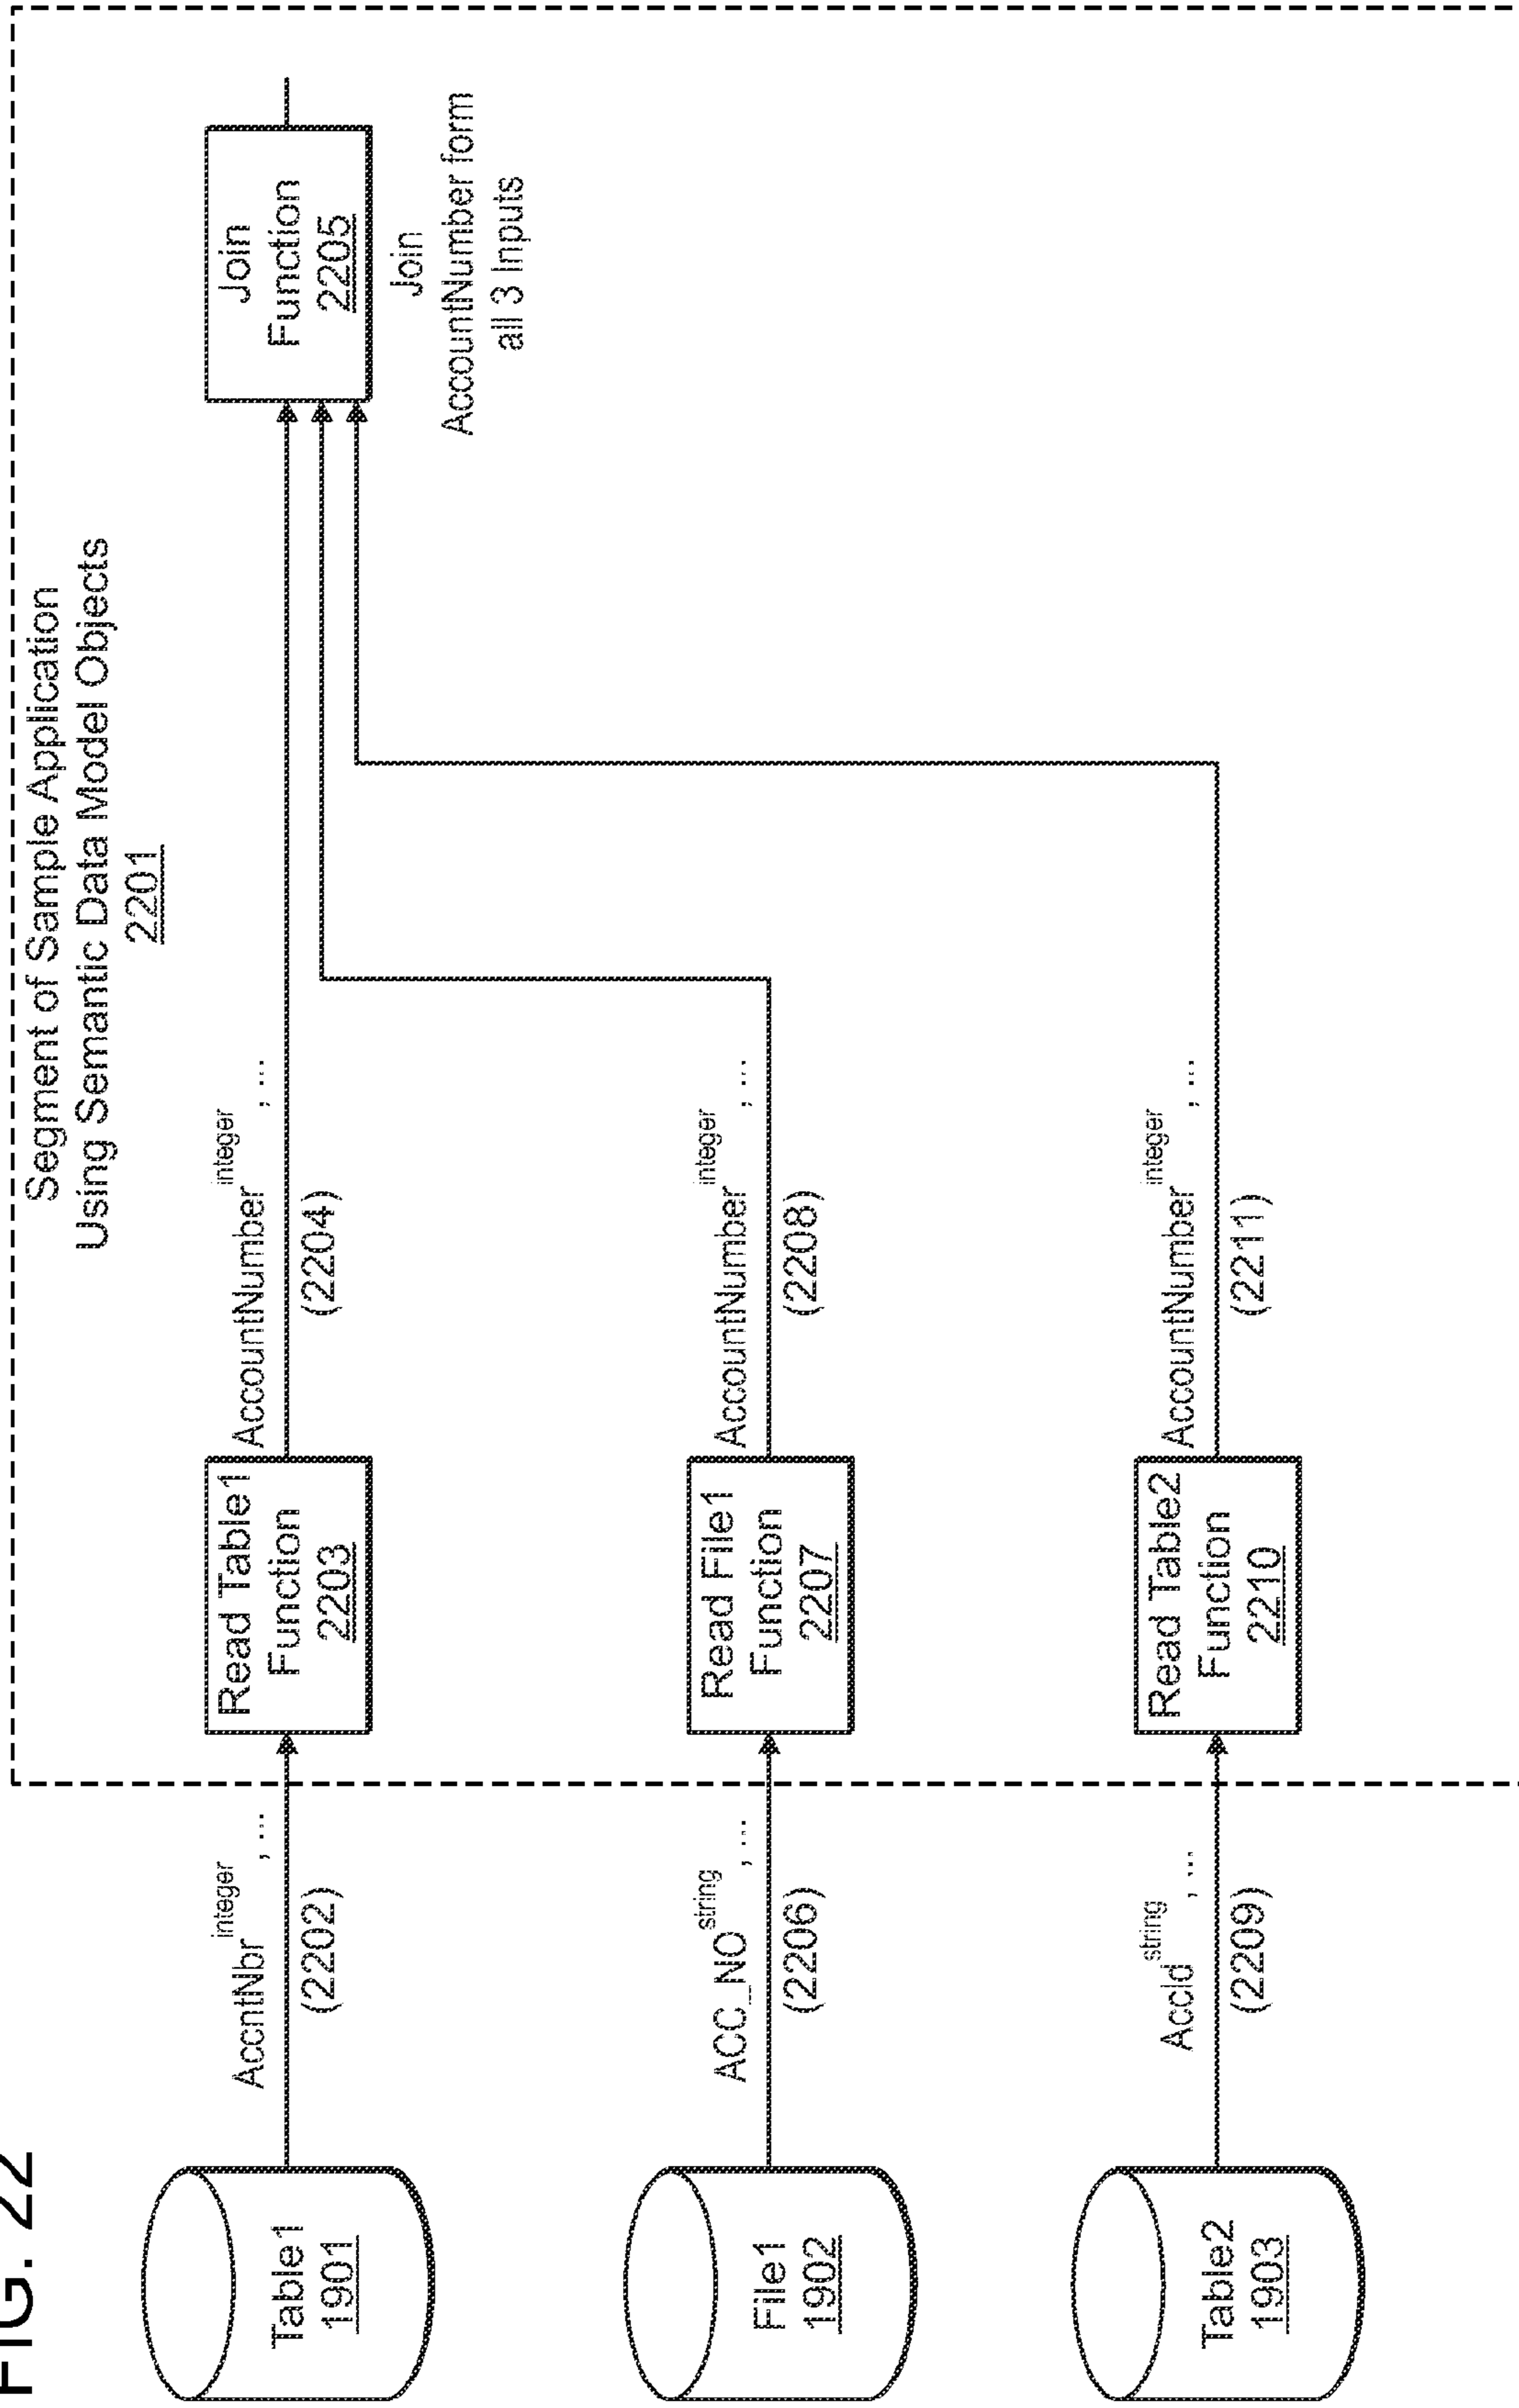 FIG. 22
Segment of Sample Application
Using Semantic Data Model Objects
2201
Table1
1901
AccntNbr integer , ...
(2202)
Read Table1
Function
2203
AccountNumber integer , ...
(2204)
Join
Function
2205
Join
AccountNumber form
all 3 Inputs
File1
1902
ACC_NO string , ...
(2206)
Read File1
Function
2207
AccountNumber integer , ...
(2208)
Table2
1903
AccId string , ...
(2209)
Read Table2
Function
2210
AccountNumber integer , ...
(2211)